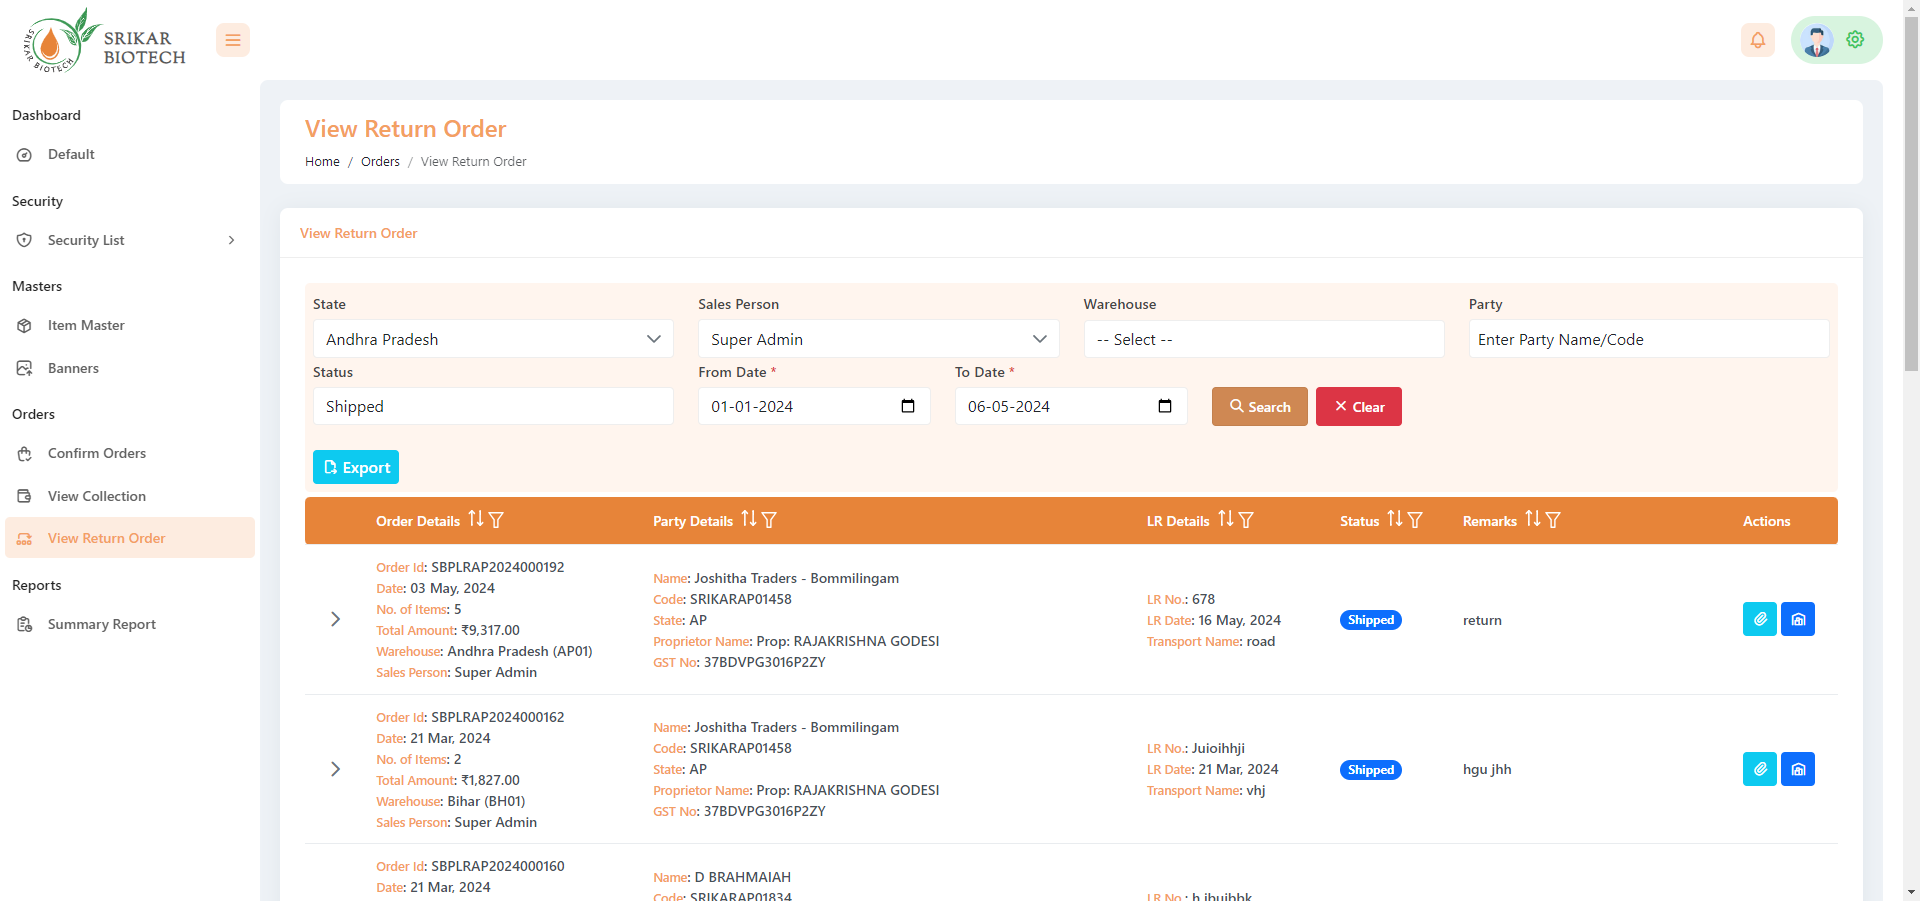 SRIKAR BIOTECH
SRIKAR
BIOTECH
Dashboard
Default
Security
Security List
Masters
Item Master
Banners
Orders
Confirm Orders
View Collection
View Return Order
Reports
Summary Report
View Return Order
Home / Orders / View Return Order
View Return Order
State Sales Person Warehouse Party
Andhra Pradesh Super Admin -- Select -- Enter Party Name/Code
Status From Date * To Date *
Shipped 01-01-2024 06-05-2024 Search Clear
Export
Order Details Party Details LR Details Status Remarks Actions
Order Id: SBPLRAP2024000192
Date: 03 May, 2024
No. of Items: 5
Total Amount: ₹9,317.00
Warehouse: Andhra Pradesh (AP01)
Sales Person: Super Admin
Name: Joshitha Traders - Bommilingam
Code: SRIKARAP01458
State: AP
Proprietor Name: Prop: RAJAKRISHNA GODESI
GST No: 37BDVPG3016P2ZY
LR No.: 678
LR Date: 16 May, 2024
Transport Name: road
Shipped
return
Order Id: SBPLRAP2024000162
Date: 21 Mar, 2024
No. of Items: 2
Total Amount: ₹1,827.00
Warehouse: Bihar (BH01)
Sales Person: Super Admin
Name: Joshitha Traders - Bommilingam
Code: SRIKARAP01458
State: AP
Proprietor Name: Prop: RAJAKRISHNA GODESI
GST No: 37BDVPG3016P2ZY
LR No.: Juioihhji
LR Date: 21 Mar, 2024
Transport Name: vhj
Shipped
hgu jhh
Order Id: SBPLRAP2024000160
Date: 21 Mar, 2024
Name: D BRAHMAIAH
Code: SRIKARAP01834
LR No.: h ibuihbk